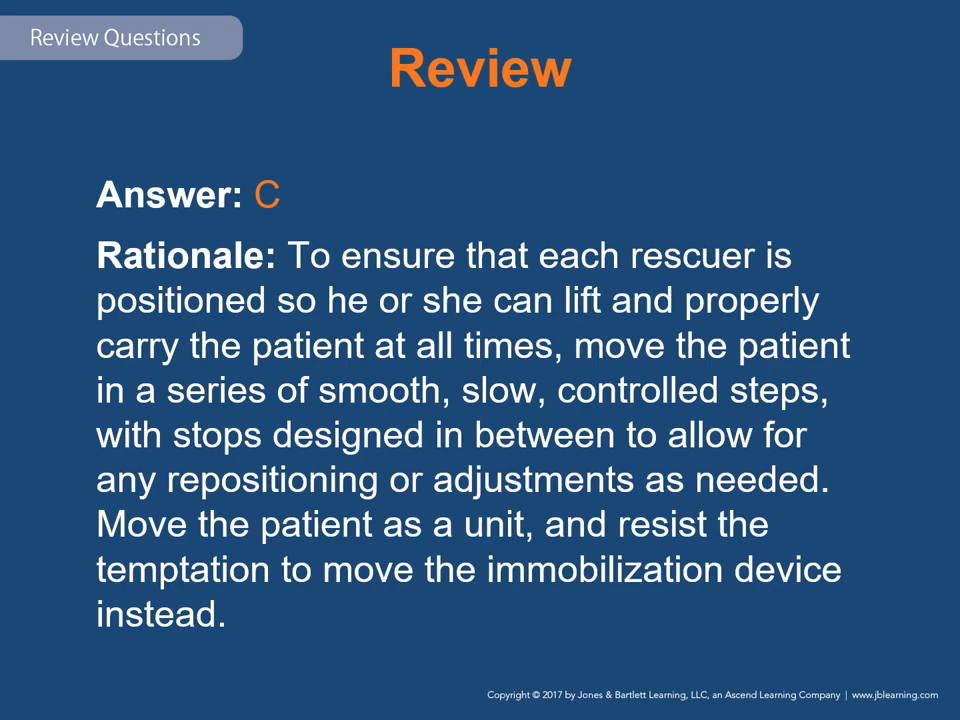 Review Questions
Review
Answer: C
Rationale: To ensure that each rescuer is
positioned so he or she can lift and properly
carry the patient at all times, move the patient
in a series of smooth, slow, controlled steps,
with stops designed in between to allow for
any repositioning or adjustments as needed.
Move the patient as a unit, and resist the
temptation to move the immobilization device
instead.
Copyright © 2017 by Jones & Bartlett Learning, LLC, an Ascend Learning Company | www.jblearning.com